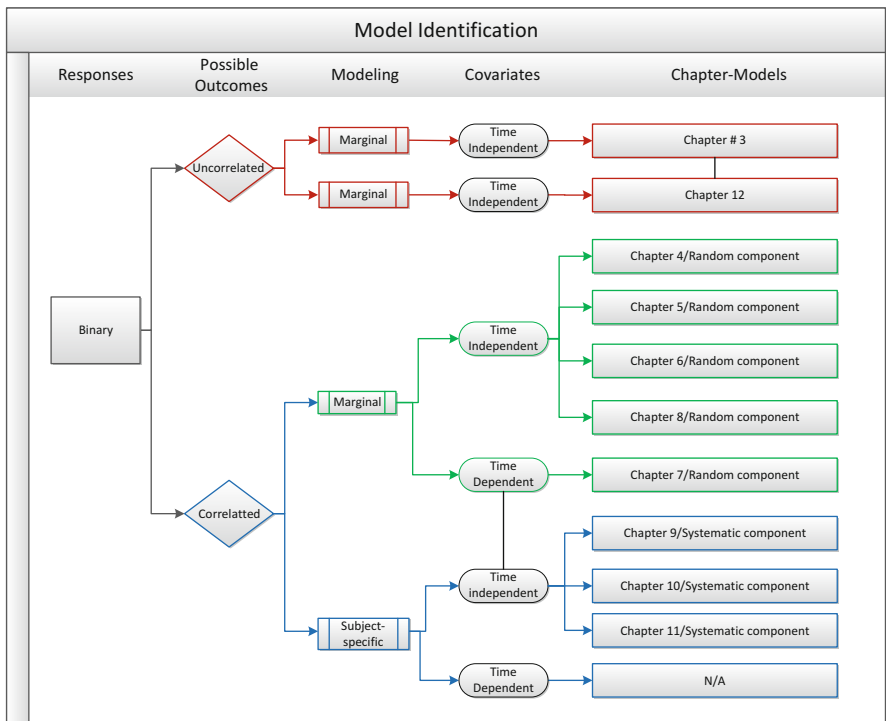 Model Identification
Responses
Possible
Outcomes
Modeling
Covariates
Chapter-Models
Uncorrelated
Marginal
Time
Independent
Chapter # 3
Marginal
Time
Independent
Chapter 12
Binary
Chapter 4/Random component
Chapter 5/Random component
Time
Independent
Chapter 6/Random component
Marginal
Chapter 8/Random component
Time
Dependent
Chapter 7/Random component
Correlatted
Chapter 9/Systematic component
Time
independent
Chapter 10/Systematic component
Subject-
specific
Chapter 11/Systematic component
Time
Dependent
N/A